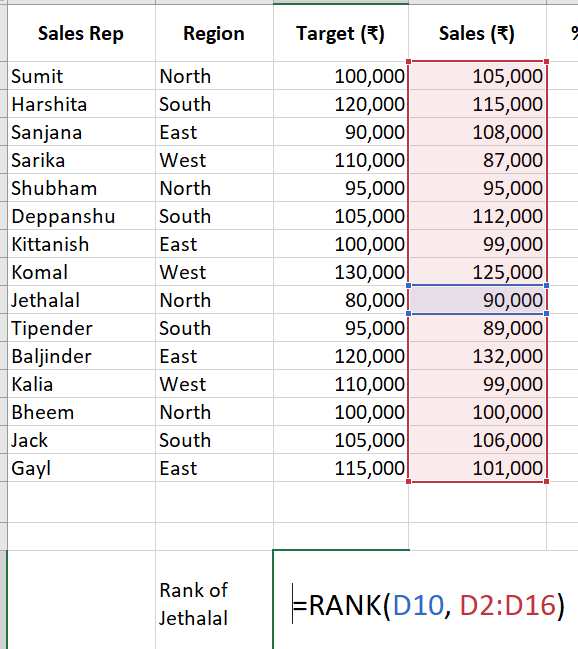 Sales Rep Region Target (₹) Sales (₹)
Sumit North 100,000 105,000
Harshita South 120,000 115,000
Sanjana East 90,000 108,000
Sarika West 110,000 87,000
Shubham North 95,000 95,000
Deppanshu South 105,000 112,000
Kittanish East 100,000 99,000
Komal West 130,000 125,000
Jethalal North 80,000 90,000
Tipender South 95,000 89,000
Baljinder East 120,000 132,000
Kalia West 110,000 99,000
Bheem North 100,000 100,000
Jack South 105,000 106,000
Gayl East 115,000 101,000
Rank of
Jethalal
=RANK(D10, D2:D16)